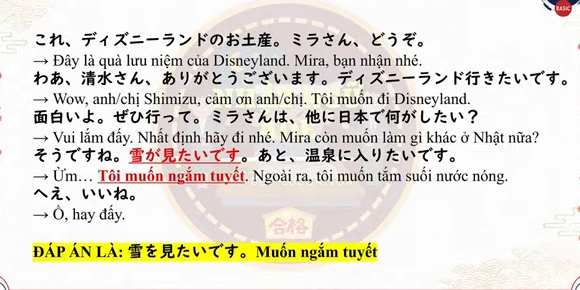 BASIC
これ、ディズニーランドのお土産。ミラさん、どうぞ。
→ Đây là quà lưu niệm của Disneyland. Mira, bạn nhận nhé.
わあ、清水さん、ありがとうございます。ディズニーランド行きたいです。
→ Wow, anh/chị Shimizu, cảm ơn anh/chị. Tôi muốn đi Disneyland.
面白いよ。ぜひ行って。ミラさんは、他に日本で何がしたい？
→ Vui lắm đấy. Nhất định hãy đi nhé. Mira còn muốn làm gì khác ở Nhật nữa?
そうですね。雪が見たいです。あと、温泉に入りたいです。
→ Ừm… Tôi muốn ngắm tuyết. Ngoài ra, tôi muốn tắm suối nước nóng.
へえ、いいね。
→ Ồ, hay đấy.
合格
ĐÁP ÁN LÀ: 雪を見たいです。Muốn ngắm tuyết